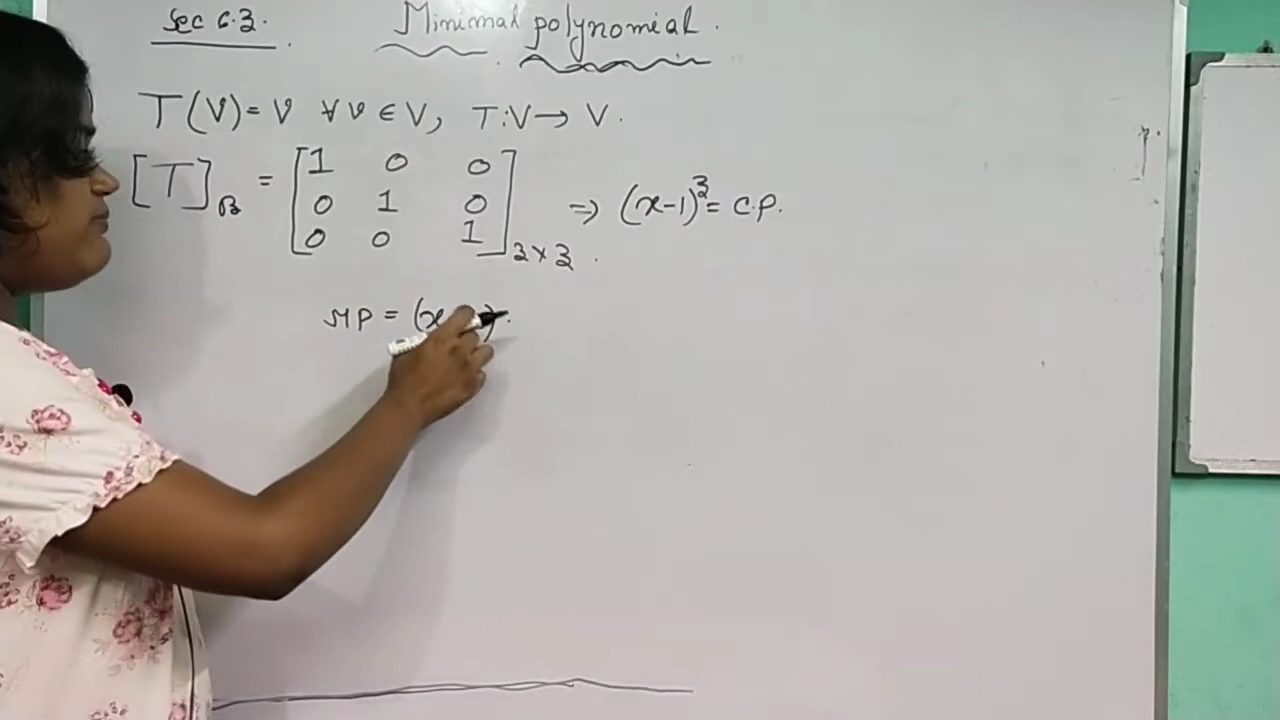 Sec 6.3.
Minimal polynomial.
T(V) = v ∀ v ∈ V, T: V → V.
[T]_B = [1 0 0
0 1 0
0 0 1]_{3×3} ⇒ (x-1)^3 = C.P.
MP = (x